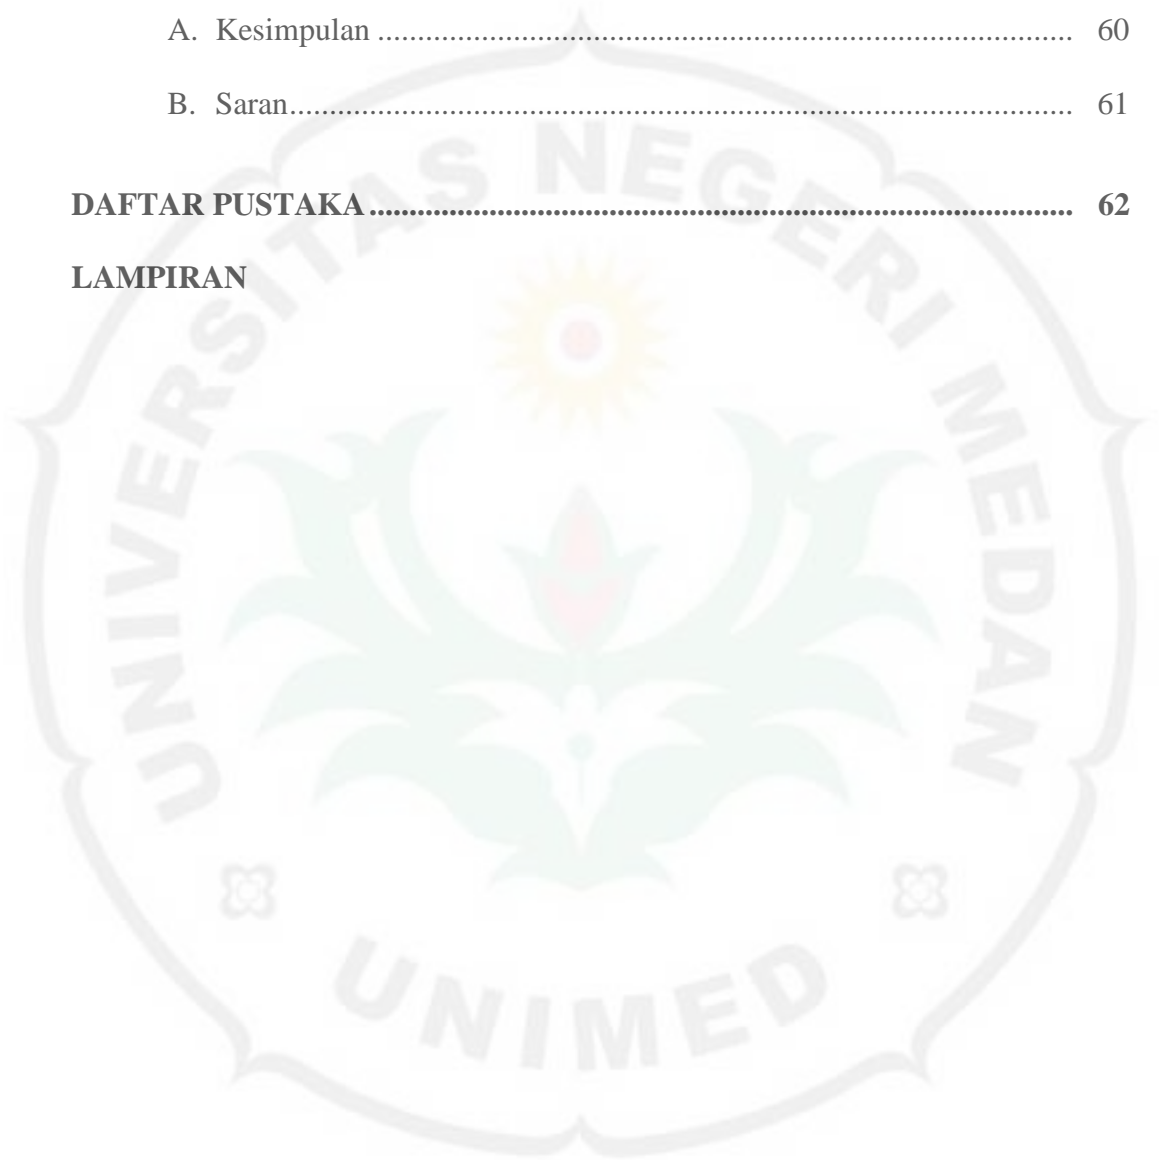 A. Kesimpulan ....................................................................................... 60
B. Saran.................................................................................................. 61
DAFTAR PUSTAKA ........................................................................................ 62
LAMPIRAN
UNIVERSITAS NEGERI MEDAN
UNIMED